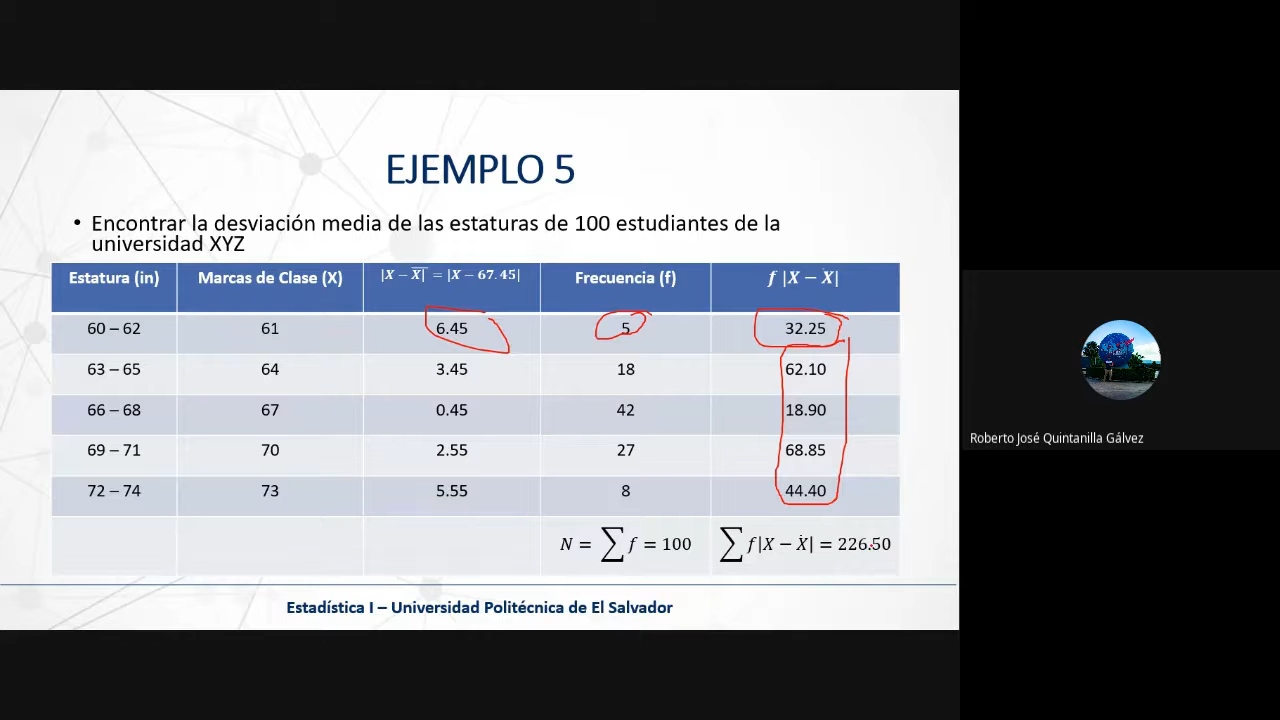 EJEMPLO 5
• Encontrar la desviación media de las estaturas de 100 estudiantes de la
universidad XYZ
Estatura (in) Marcas de Clase (X) |X − X̅| = |X − 67.45| Frecuencia (f) f |X − X̅|
60 – 62 61 6.45 5 32.25
63 – 65 64 3.45 18 62.10
66 – 68 67 0.45 42 18.90
69 – 71 70 2.55 27 68.85
72 – 74 73 5.55 8 44.40
N = ∑ f = 100 ∑ f|X − Ẋ| = 226.50
Estadística I – Universidad Politécnica de El Salvador
Roberto José Quintanilla Gálvez